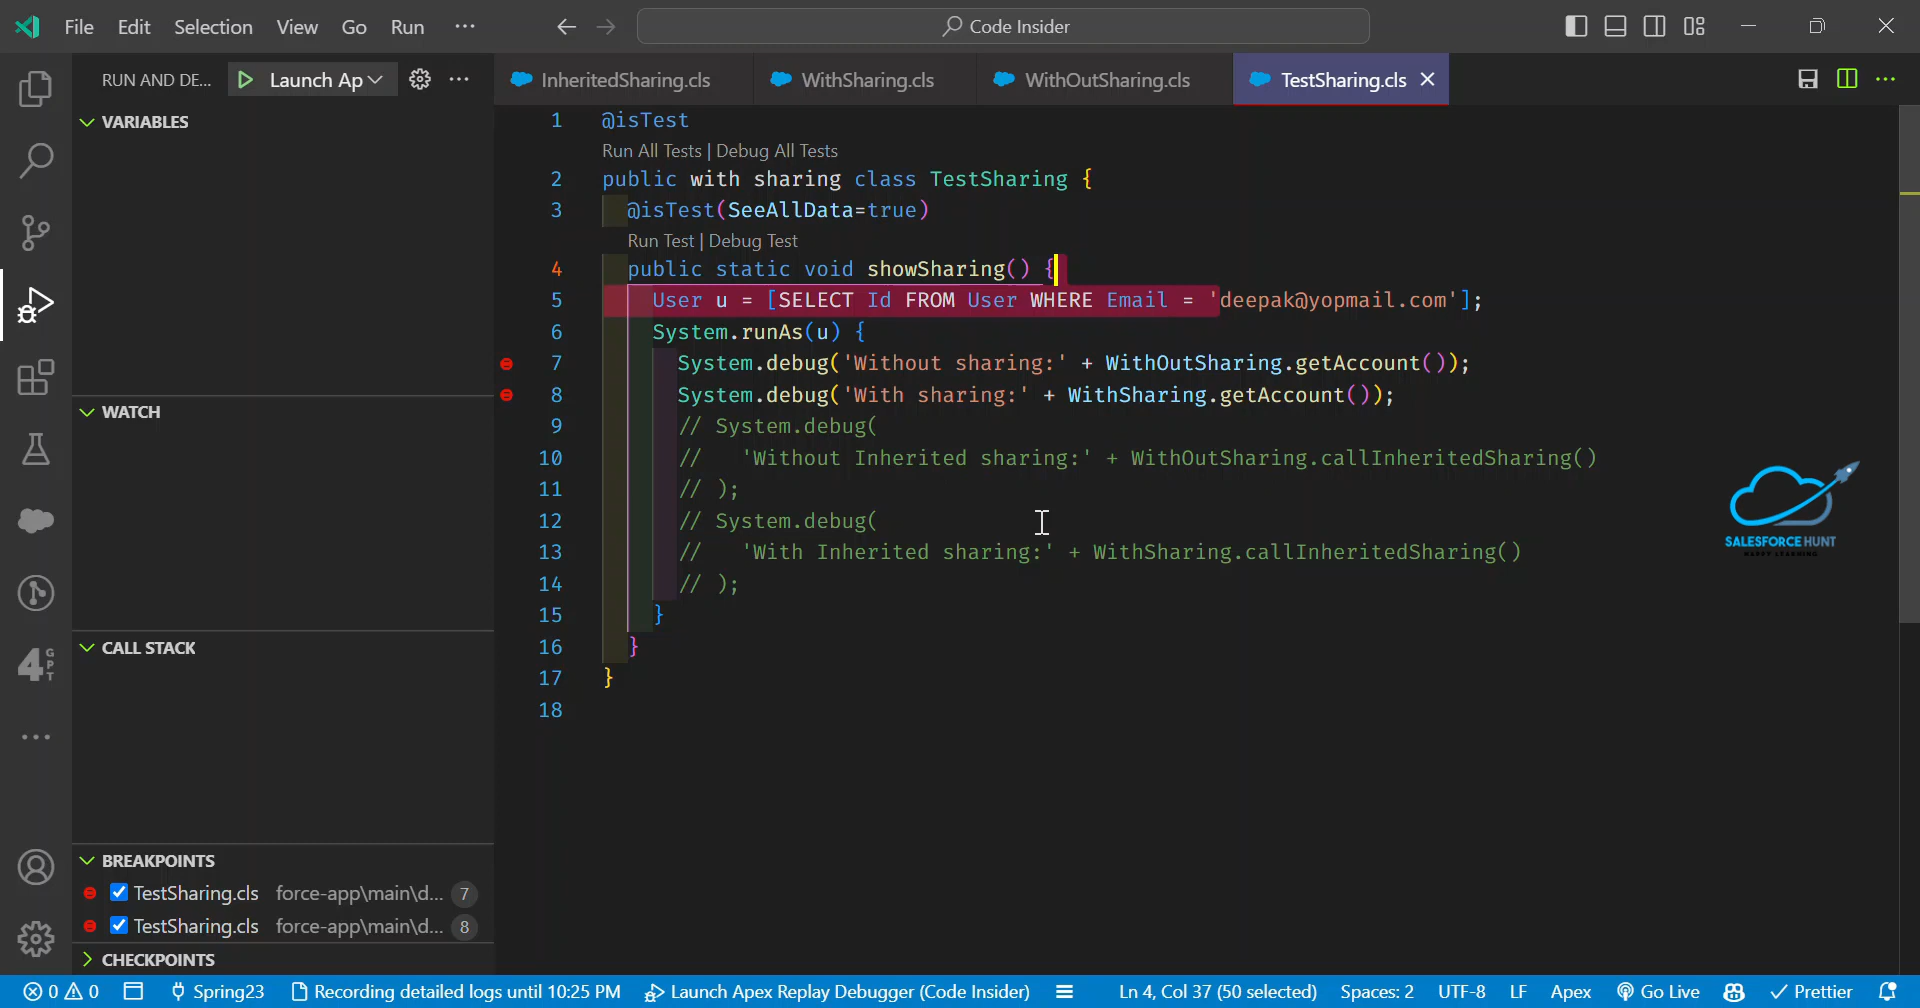 File Edit Selection View Go Run ··· Code Insider
RUN AND DE... Launch Ap ···
InheritedSharing.cls WithSharing.cls WithOutSharing.cls TestSharing.cls ···
VARIABLES
WATCH
CALL STACK
BREAKPOINTS
TestSharing.cls force-app\main\d... 7
TestSharing.cls force-app\main\d... 8
CHECKPOINTS
4 GPT
1 @isTest
Run All Tests | Debug All Tests
2 public with sharing class TestSharing {
3 @isTest(SeeAllData=true)
Run Test | Debug Test
4 public static void showSharing() {
5 User u = [SELECT Id FROM User WHERE Email = 'deepak@yopmail.com'];
6 System.runAs(u) {
7 System.debug('Without sharing:' + WithOutSharing.getAccount());
8 System.debug('With sharing:' + WithSharing.getAccount());
9 // System.debug(
10 // 'Without Inherited sharing:' + WithOutSharing.callInheritedSharing()
11 // );
12 // System.debug(
13 // 'With Inherited sharing:' + WithSharing.callInheritedSharing()
14 // );
15 }
16 }
17 }
18
SALESFORCE HUNT
HAPPY LEARNING
0 0 Spring23 Recording detailed logs until 10:25 PM Launch Apex Replay Debugger (Code Insider) Ln 4, Col 37 (50 selected) Spaces: 2 UTF-8 LF Apex Go Live Prettier